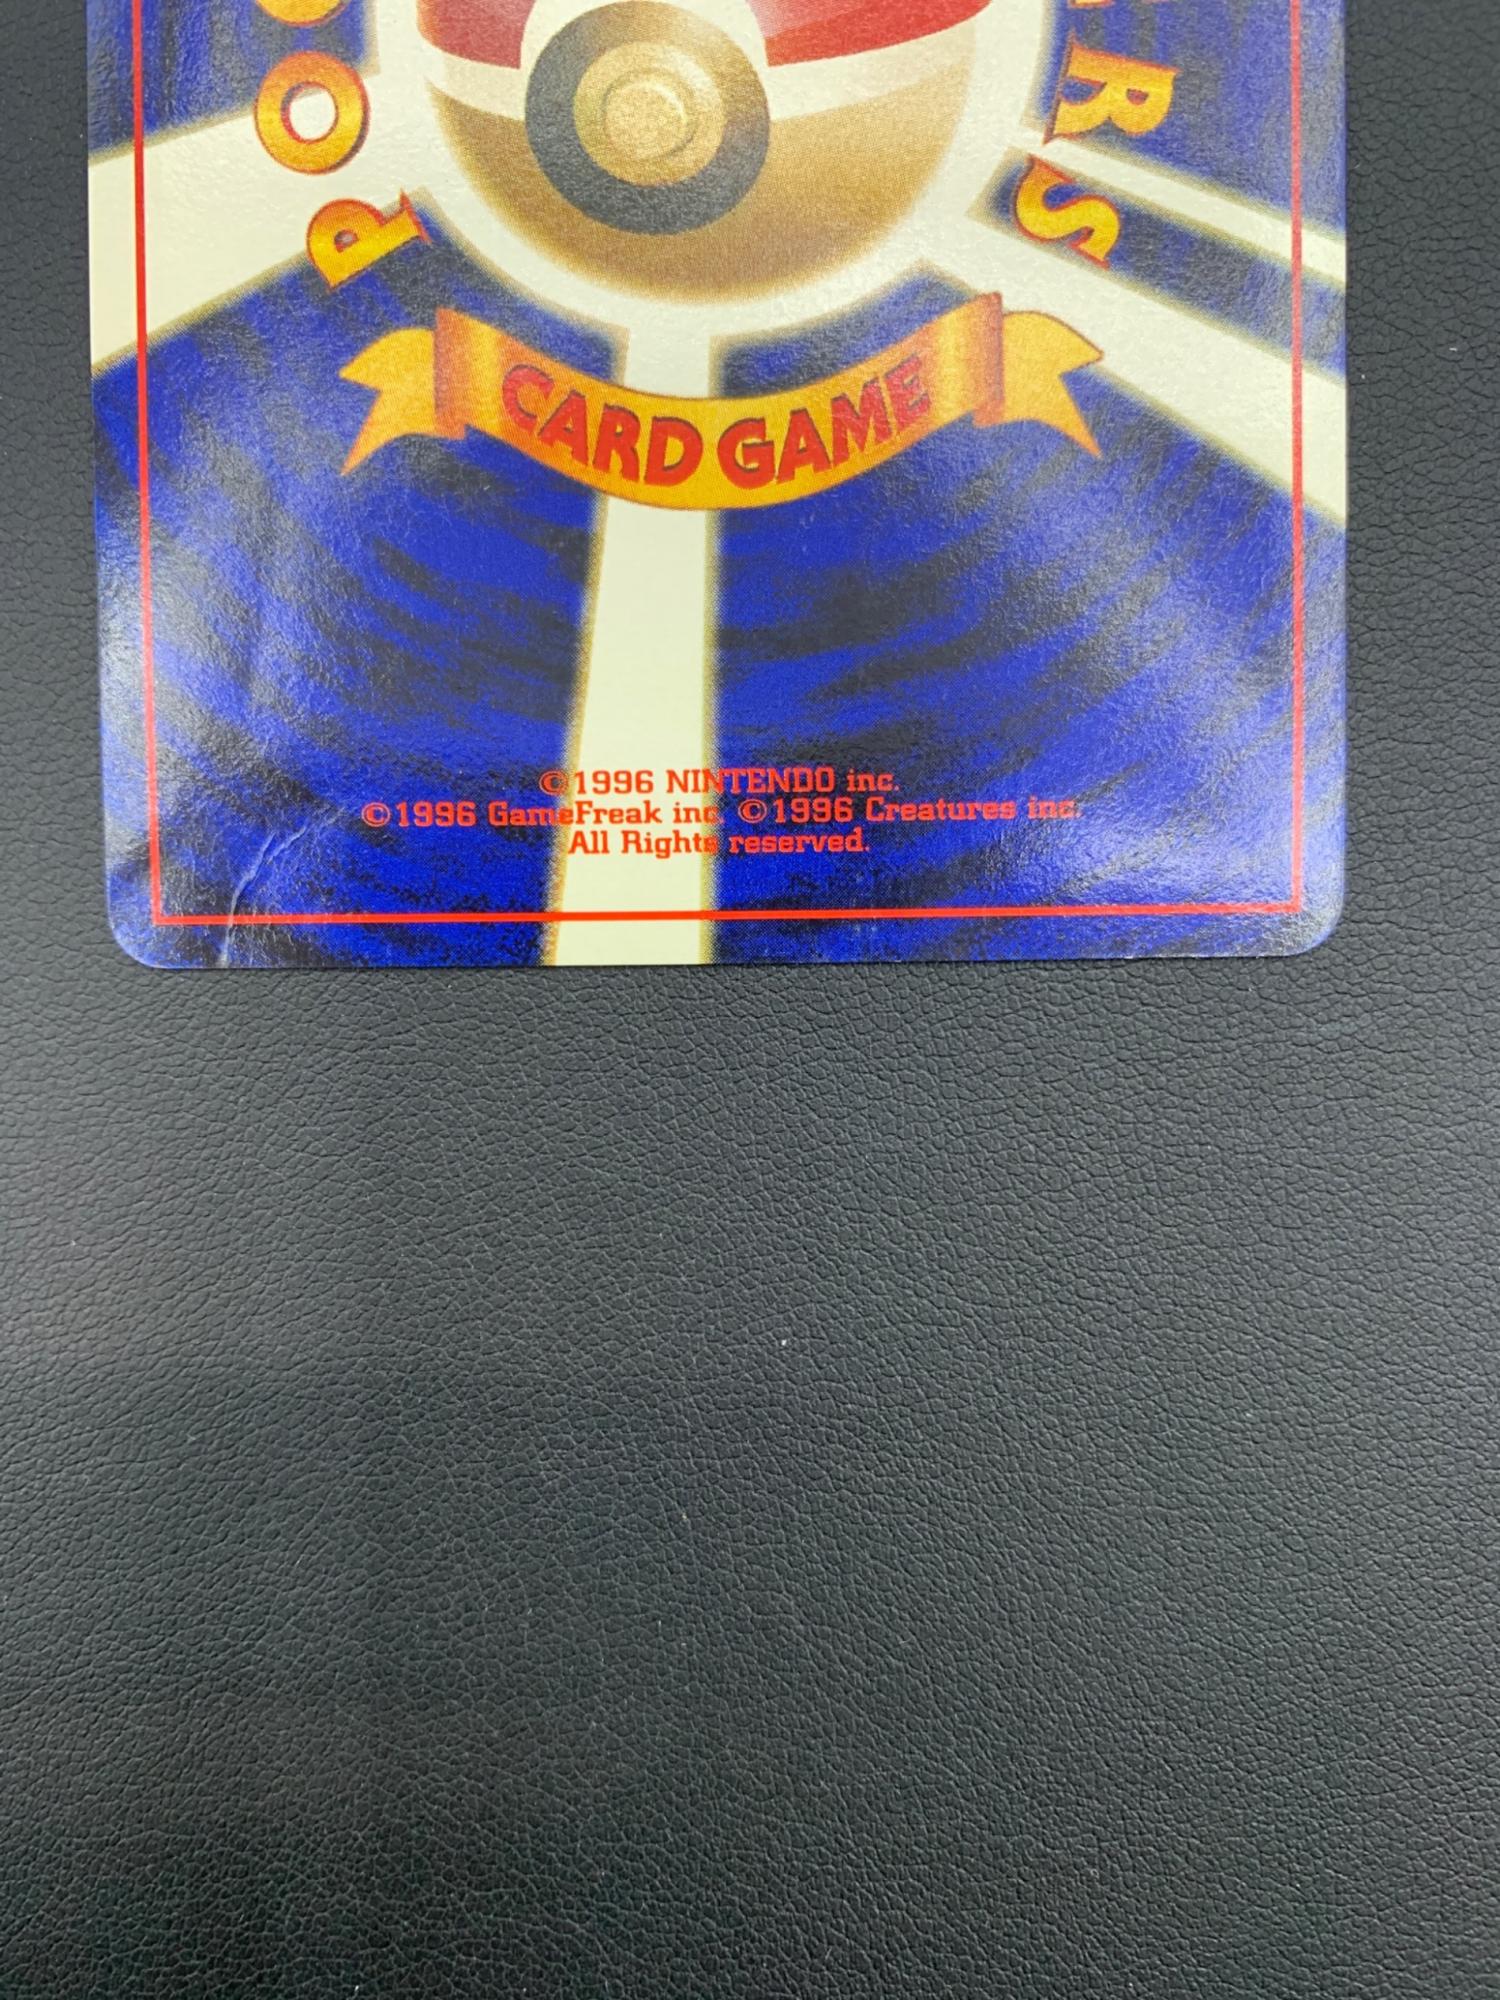 CARD GAME
©1996 NINTENDO inc.
©1996 GameFreak inc. ©1996 Creatures inc.
All Rights reserved.